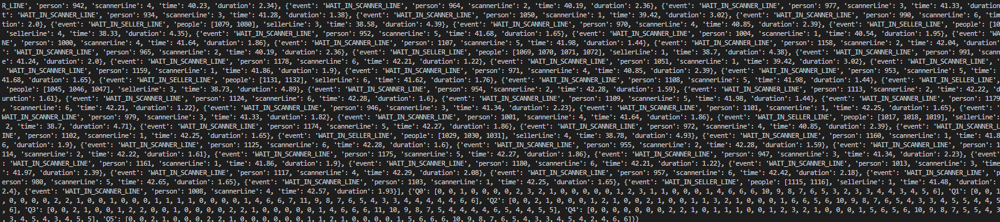 R_LINE', 'person': 942, 'scannerLine': 4, 'time': 40.23, 'duration': 2.34}, {'event': 'WAIT_IN_SCANNER_LINE', 'person': 964, 'scannerLine': 2, 'time': 40.19, 'duration': 2.36}, {'event': 'WAIT_IN_SCANNER_LINE', 'person': 977, 'scannerLine': 3, 'time': 41.33, 'duration
t': 'WAIT_IN_SCANNER_LINE', 'person': 934, 'scannerLine': 3, 'time': 41.28, 'duration': 1.38}, {'event': 'WAIT_IN_SCANNER_LINE', 'person': 1050, 'scannerLine': 1, 'time': 39.42, 'duration': 3.02}, {'event': 'WAIT_IN_SCANNER_LINE', 'person': 990, 'scannerLine': 6, 't
tion': 2.0}, {'event': 'WAIT_IN_SELLER_LINE', 'people': [1079, 1080], 'sellerLine': 3, 'time': 38.58, 'duration': 4.39}, {'event': 'WAIT_IN_SCANNER_LINE', 'person': 970, 'scannerLine': 4, 'time': 40.85, 'duration': 2.39}, {'event': 'WAIT_IN_SELLER_LINE', 'people': [10
'sellerLine': 4, 'time': 38.33, 'duration': 4.35}, {'event': 'WAIT_IN_SCANNER_LINE', 'person': 952, 'scannerLine': 5, 'time': 41.68, 'duration': 1.65}, {'event': 'WAIT_IN_SCANNER_LINE', 'person': 1004, 'scannerLine': 1, 'time': 40.54, 'duration': 1.95}, {'event': 'WAIT_IN_SCANNER_L
NE', 'person': 1000, 'scannerLine': 4, 'time': 41.64, 'duration': 1.86}, {'event': 'WAIT_IN_SCANNER_LINE', 'person': 1107, 'scannerLine': 5, 'time': 41.98, 'duration': 1.44}, {'event': 'WAIT_IN_SCANNER_LINE', 'person': 1158, 'scannerLine': 2, 'time': 42.04, 'duration
': 'WAIT_IN_SCANNER_LINE', 'person': 965, 'scannerLine': 2, 'time': 40.19, 'duration': 2.36}, {'event': 'WAIT_IN_SELLER_LINE', 'people': [1069, 1070, 1071, 1072], 'sellerLine': 1, 'time': 38.7, 'duration': 4.38}, {'event': 'WAIT_IN_SCANNER_LINE', 'person': 991, 'scann
e': 41.24, 'duration': 2.0}, {'event': 'WAIT_IN_SCANNER_LINE', 'person': 1178, 'scannerLine': 6, 'time': 42.21, 'duration': 1.22}, {'event': 'WAIT_IN_SCANNER_LINE', 'person': 1051, 'scannerLine': 1, 'time': 39.42, 'duration': 3.02}, {'event': 'WAIT_IN_SCANNER_LINE'
'WAIT_IN_SCANNER_LINE', 'person': 1159, 'scannerLine': 1, 'time': 41.86, 'duration': 1.9}, {'event': 'WAIT_IN_SCANNER_LINE', 'person': 971, 'scannerLine': 4, 'time': 40.85, 'duration': 2.39}, {'event': 'WAIT_IN_SCANNER_LINE', 'person': 953, 'scannerLine': 5, 'time':
41.68, 'duration': 1.65}, {'event': 'WAIT_IN_SELLER_LINE', 'people': [1131, 1132], 'sellerLine': 6, 'time': 41.62, 'duration': 1.76}, {'event': 'WAIT_IN_SCANNER_LINE', 'person': 1108, 'scannerLine': 5, 'time': 41.98, 'duration': 1.44}, {'event': 'WAIT_IN_SELLER_LINE',
'people': [1045, 1046, 1047], 'sellerLine': 3, 'time': 38.73, 'duration': 4.89}, {'event': 'WAIT_IN_SCANNER_LINE', 'person': 954, 'scannerLine': 2, 'time': 42.28, 'duration': 1.59}, {'event': 'WAIT_IN_SCANNER_LINE', 'person': 1113, 'scannerLine': 2, 'time': 42.22, 'd
uration': 1.61}, {'event': 'WAIT_IN_SCANNER_LINE', 'person': 1124, 'scannerLine': 6, 'time': 42.28, 'duration': 1.6}, {'event': 'WAIT_IN_SCANNER_LINE', 'person': 1109, 'scannerLine': 5, 'time': 41.98, 'duration': 1.44}, {'event': 'WAIT_IN_SCANNER_LINE', 'person': 1179
, 'scannerLine': 6, 'time': 42.21, 'duration': 1.22}, {'event': 'WAIT_IN_SCANNER_LINE', 'person': 946, 'scannerLine': 3, 'time': 41.34, 'duration': 2.23}, {'event': 'WAIT_IN_SCANNER_LINE', 'person': 1101, 'scannerLine': 1, 'time': 42.25, 'duration': 1.65}, {'event': '
WAIT_IN_SCANNER_LINE', 'person': 979, 'scannerLine': 3, 'time': 41.33, 'duration': 1.82}, {'event': 'WAIT_IN_SCANNER_LINE', 'person': 1001, 'scannerLine': 4, 'time': 41.64, 'duration': 1.86}, {'event': 'WAIT_IN_SELLER_LINE', 'people': [1017, 1018, 1019], 'sellerLine':
2, 'time': 38.7, 'duration': 4.71}, {'event': 'WAIT_IN_SCANNER_LINE', 'person': 1174, 'scannerLine': 5, 'time': 42.27, 'duration': 1.86}, {'event': 'WAIT_IN_SCANNER_LINE', 'person': 972, 'scannerLine': 4, 'time': 40.85, 'duration': 2.39}, {'event': 'WAIT_IN_SCANNER_L
INE', 'person': 1102, 'scannerLine': 1, 'time': 42.25, 'duration': 1.65}, {'event': 'WAIT_IN_SELLER_LINE', 'people': [1029, 1030, 1031], 'sellerLine': 4, 'time': 38.78, 'duration': 4.93}, {'event': 'WAIT_IN_SCANNER_LINE', 'person': 1160, 'scannerLine': 1, 'time': 41.8
6, 'duration': 1.9}, {'event': 'WAIT_IN_SCANNER_LINE', 'person': 1125, 'scannerLine': 6, 'time': 42.28, 'duration': 1.6}, {'event': 'WAIT_IN_SCANNER_LINE', 'person': 955, 'scannerLine': 2, 'time': 42.28, 'duration': 1.59}, {'event': 'WAIT_IN_SCANNER_LINE', 'person': 1
114, 'scannerLine': 2, 'time': 42.22, 'duration': 1.61}, {'event': 'WAIT_IN_SCANNER_LINE', 'person': 1175, 'scannerLine': 5, 'time': 42.27, 'duration': 1.86}, {'event': 'WAIT_IN_SCANNER_LINE', 'person': 947, 'scannerLine': 3, 'time': 41.34, 'duration': 2.23}, {'event'
: 'WAIT_IN_SCANNER_LINE', 'person': 1161, 'scannerLine': 1, 'time': 41.86, 'duration': 1.9}, {'event': 'WAIT_IN_SCANNER_LINE', 'person': 1180, 'scannerLine': 6, 'time': 42.21, 'duration': 1.22}, {'event': 'WAIT_IN_SCANNER_LINE', 'person': 1013, 'scannerLine': 3, 'time
': 41.97, 'duration': 2.39}, {'event': 'WAIT_IN_SCANNER_LINE', 'person': 1117, 'scannerLine': 4, 'time': 42.29, 'duration': 2.08}, {'event': 'WAIT_IN_SCANNER_LINE', 'person': 957, 'scannerLine': 6, 'time': 42.42, 'duration': 2.18}, {'event': 'WAIT_IN_SCANNER_LINE', 'p
erson': 980, 'scannerLine': 5, 'time': 42.65, 'duration': 1.65}, {'event': 'WAIT_IN_SCANNER_LINE', 'person': 1103, 'scannerLine': 1, 'time': 42.25, 'duration': 1.65}, {'event': 'WAIT_IN_SELLER_LINE', 'people': [1115, 1116], 'sellerLine': 1, 'time': 41.48, 'duration':
2.4}, {'event': 'WAIT_IN_SCANNER_LINE', 'person': 1008, 'scannerLine': 4, 'time': 42.57, 'duration': 1.93}], {'Q0': [0, 0, 1, 0, 0, 0, 0, 2, 3, 2, 1, 0, 0, 0, 0, 0, 1, 2, 3, 1, 1, 0, 0, 0, 1, 4, 6, 6, 6, 10, 9, 8, 7, 6, 5, 3, 2, 3, 3, 4, 4, 3, 4, 5, 6], 'Q1': [0, 0, 1
, 0, 0, 0, 0, 2, 2, 1, 0, 0, 1, 0, 0, 0, 1, 1, 1, 1, 0, 0, 0, 0, 1, 4, 6, 6, 7, 11, 9, 8, 7, 6, 5, 4, 3, 3, 4, 4, 4, 4, 4, 6, 6], 'Q2': [0, 0, 2, 1, 0, 0, 0, 1, 2, 1, 0, 0, 2, 1, 0, 0, 1, 1, 3, 2, 1, 0, 0, 0, 1, 6, 6, 5, 6, 10, 9, 8, 7, 6, 5, 4, 3, 3, 4, 5, 5, 4, 4, 5
, 6], 'Q3': [0, 0, 2, 1, 0, 0, 1, 2, 2, 0, 0, 1, 0, 0, 0, 0, 2, 2, 1, 1, 0, 0, 0, 1, 4, 6, 6, 6, 11, 10, 9, 8, 7, 5, 4, 4, 4, 4, 4, 6, 5, 4, 4, 5, 5], 'Q4': [0, 0, 0, 1, 0, 0, 0, 0, 2, 2, 1, 0, 1, 1, 0, 0, 0, 1, 2, 1, 0, 0, 0, 0, 1, 5, 6, 5, 6, 10, 9, 8, 7, 7, 5, 4, 3
, 3, 4, 5, 4, 3, 4, 5, 5], 'Q5': [0, 0, 2, 1, 0, 0, 0, 2, 2, 1, 0, 0, 0, 0, 0, 0, 1, 1, 2, 1, 0, 0, 0, 0, 1, 5, 6, 6, 6, 10, 9, 8, 7, 6, 5, 4, 3, 3, 4, 5, 4, 2, 4, 6, 6]})